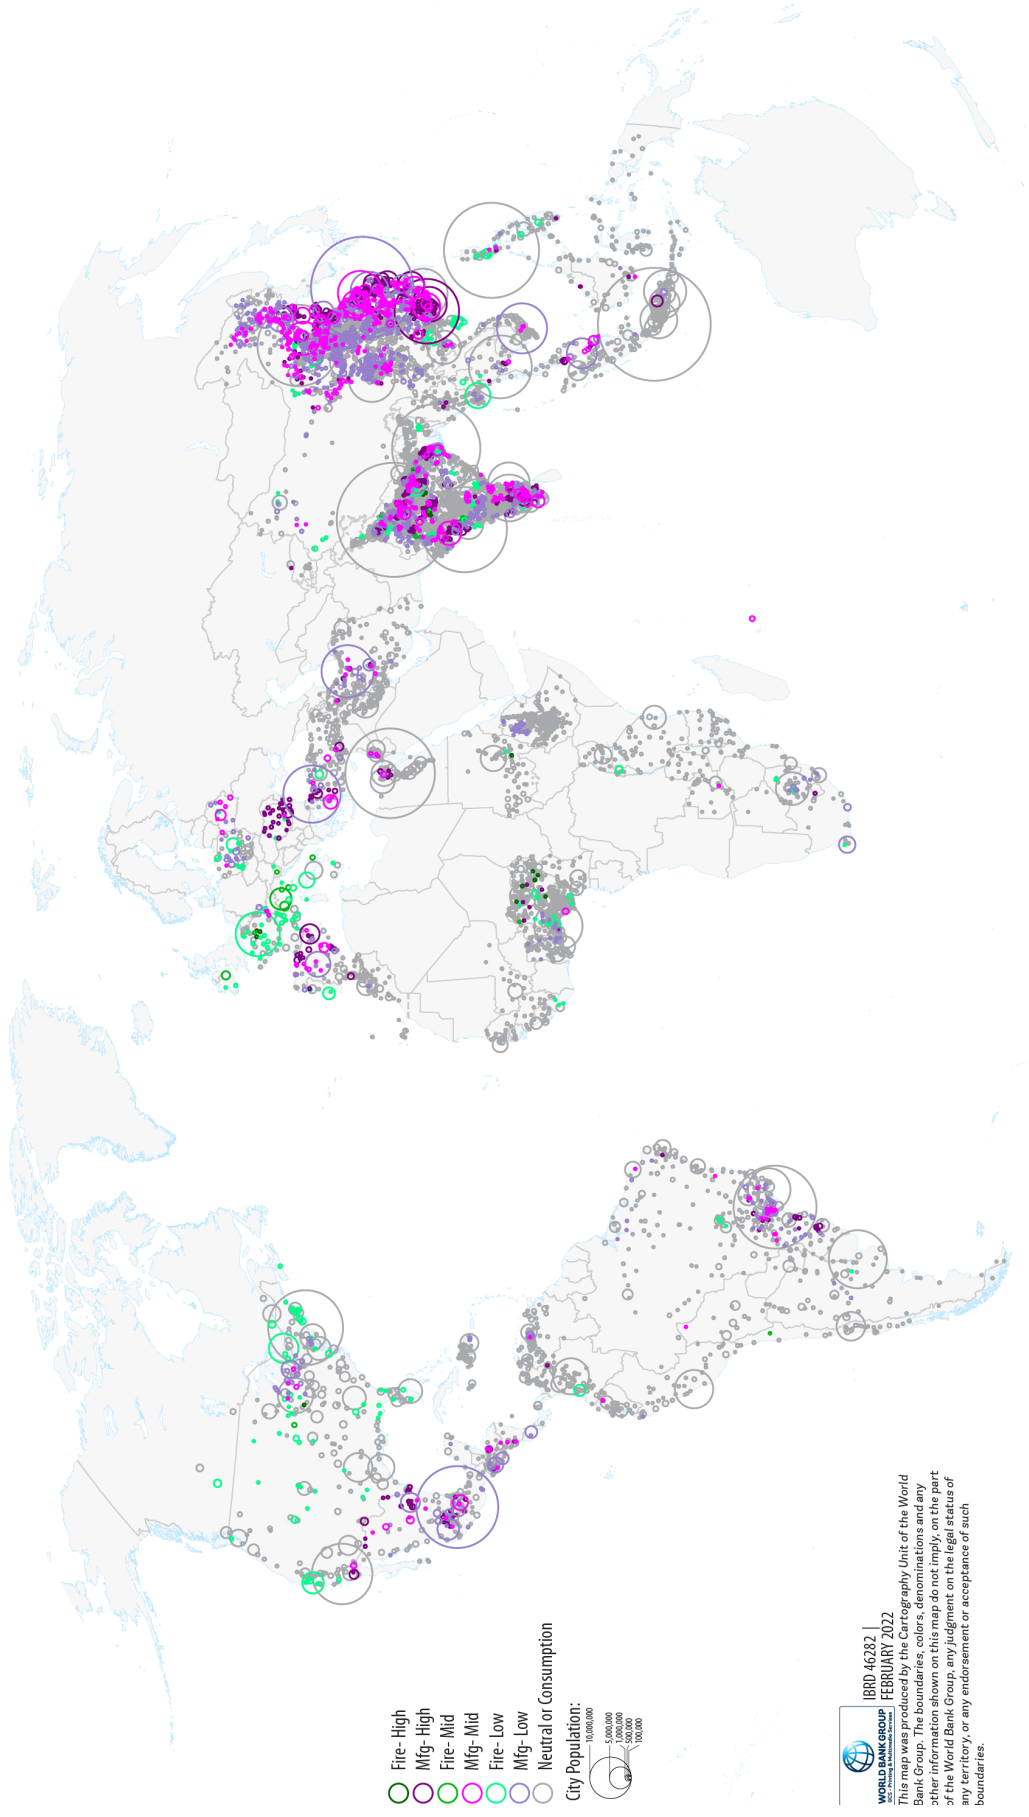 Fire- High
Mfg- High
Fire- Mid
Mfg- Mid
Fire- Low
Mfg- Low
Neutral or Consumption
City Population:
10,000,000
5,000,000
1,000,000
500,000
100,000
WORLD BANK GROUP
GCS - Printing & Multimedia Services
IBRD 46282 |
FEBRUARY 2022
This map was produced by the Cartography Unit of the World
Bank Group. The boundaries, colors, denominations and any
other information shown on this map do not imply, on the part
of the World Bank Group, any judgment on the legal status of
any territory, or any endorsement or acceptance of such
boundaries.